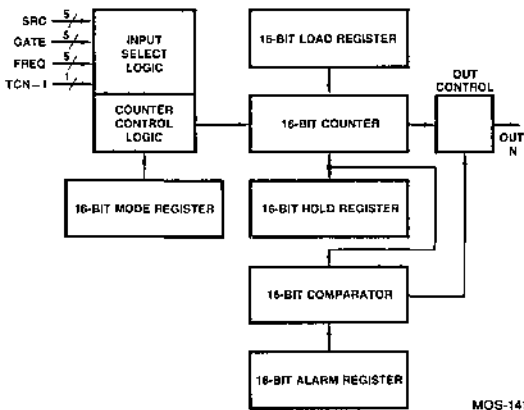 SRC 5
GATE 5
FREQ 5
TCN–1 1
INPUT
SELECT
LOGIC
COUNTER
CONTROL
LOGIC
16-BIT MODE REGISTER
16-BIT LOAD REGISTER
16-BIT COUNTER
16-BIT HOLD REGISTER
16-BIT COMPARATOR
16-BIT ALARM REGISTER
OUT
CONTROL
OUT
N
MOS-141